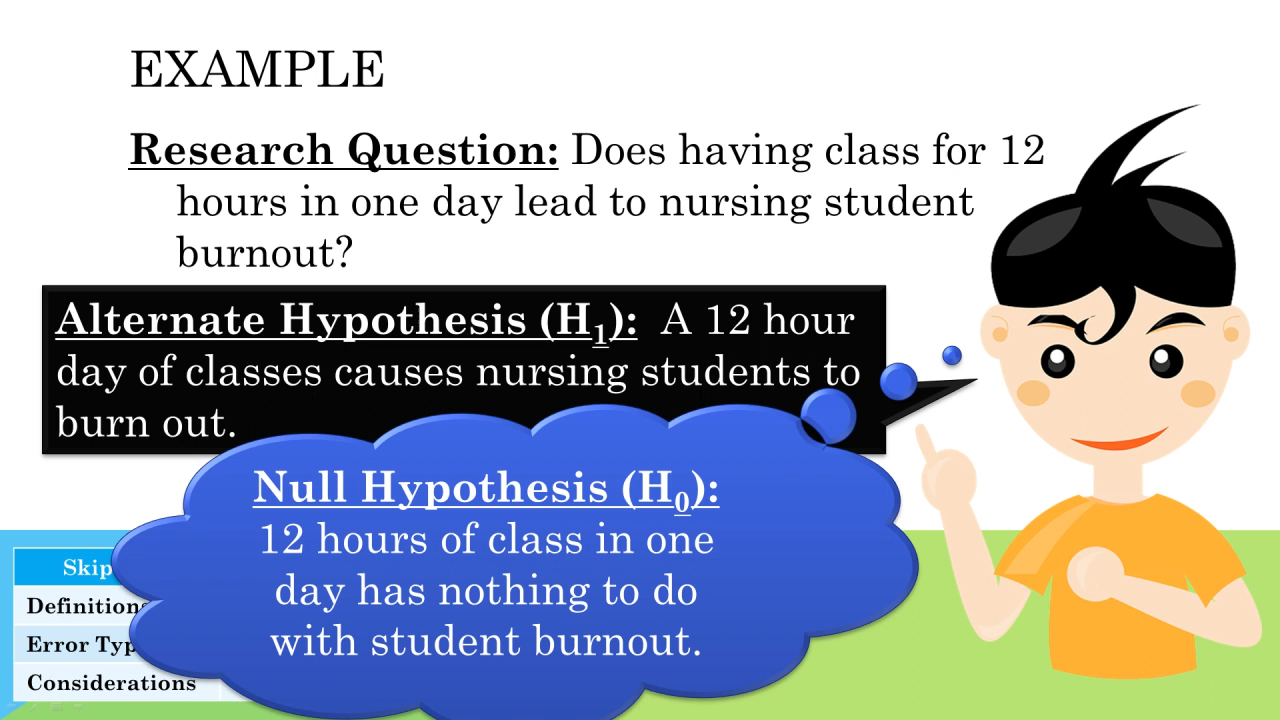 EXAMPLE
Research Question: Does having class for 12
hours in one day lead to nursing student
burnout?
Alternate Hypothesis (H1): A 12 hour
day of classes causes nursing students to
burn out.
Null Hypothesis (H0):
12 hours of class in one
day has nothing to do
with student burnout.
Skip
Definitions
Error Typ
Considerations